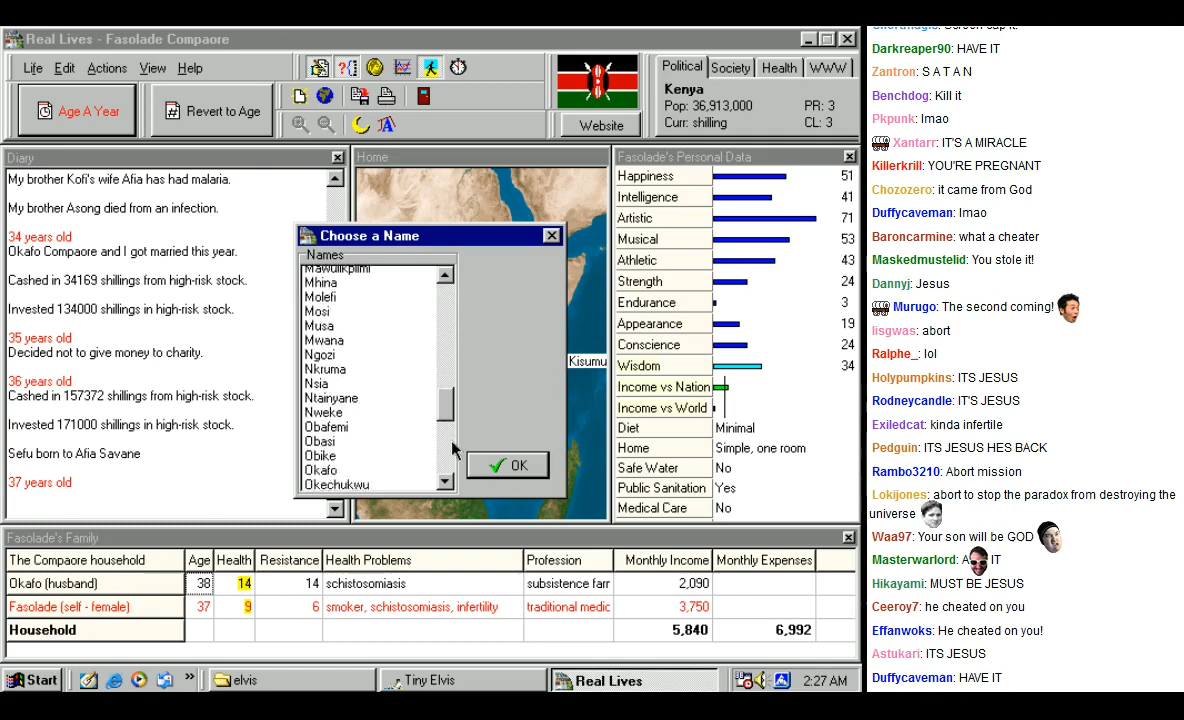 Real Lives - Fasolade Compaore
Life Edit Actions View Help
Age A Year
Revert to Age
Website
Political Society Health WWW
Kenya
Pop: 36,913,000 PR: 3
Curr: shilling CL: 3
Diary
My brother Kofi's wife Afia has had malaria.
My brother Asong died from an infection.
34 years old
Okafo Compaore and I got married this year.
Cashed in 34169 shillings from high-risk stock.
Invested 134000 shillings in high-risk stock.
35 years old
Decided not to give money to charity.
36 years old
Cashed in 157372 shillings from high-risk stock.
Invested 171000 shillings in high-risk stock.
Sefu born to Afia Savane
37 years old
Home
Kisumu
Choose a Name
Names
Mawulikplimi
Mhina
Molefi
Mosi
Musa
Mwana
Ngozi
Nkruma
Nsia
Ntainyane
Nweke
Obafemi
Obasi
Obike
Okafo
Okechukwu
OK
Fasolade's Personal Data
Happiness 51
Intelligence 41
Artistic 71
Musical 53
Athletic 43
Strength 24
Endurance 3
Appearance 19
Conscience 24
Wisdom 34
Income vs Nation
Income vs World
Diet Minimal
Home Simple, one room
Safe Water No
Public Sanitation Yes
Medical Care No
Fasolade's Family
The Compaore household Age Health Resistance Health Problems Profession Monthly Income Monthly Expenses
Okafo (husband) 38 14 14 schistosomiasis subsistence farr 2,090
Fasolade (self - female) 37 9 6 smoker, schistosomiasis, infertility traditional medic 3,750
Household 5,840 6,992
Start » elvis Tiny Elvis Real Lives 2:27 AM
Darkreaper90: HAVE IT
Zantron: S A T A N
Benchdog: Kill it
Pkpunk: lmao
Xantarr: IT'S A MIRACLE
Killerkrill: YOU'RE PREGNANT
Chozozero: it came from God
Duffycaveman: lmao
Baroncarmine: what a cheater
Maskedmustelid: You stole it!
Dannyj: Jesus
Murugo: The second coming!
lisgwas: abort
Ralphe_: lol
Holypumpkins: ITS JESUS
Rodneycandle: IT'S JESUS
Exiledcat: kinda infertile
Pedguin: ITS JESUS HES BACK
Rambo3210: Abort mission
Lokijones: abort to stop the paradox from destroying the
universe
Waa97: Your son will be GOD
Masterwarlord: A IT
Hikayami: MUST BE JESUS
Ceeroy7: he cheated on you
Effanwoks: He cheated on you!
Astukari: ITS JESUS
Duffycaveman: HAVE IT